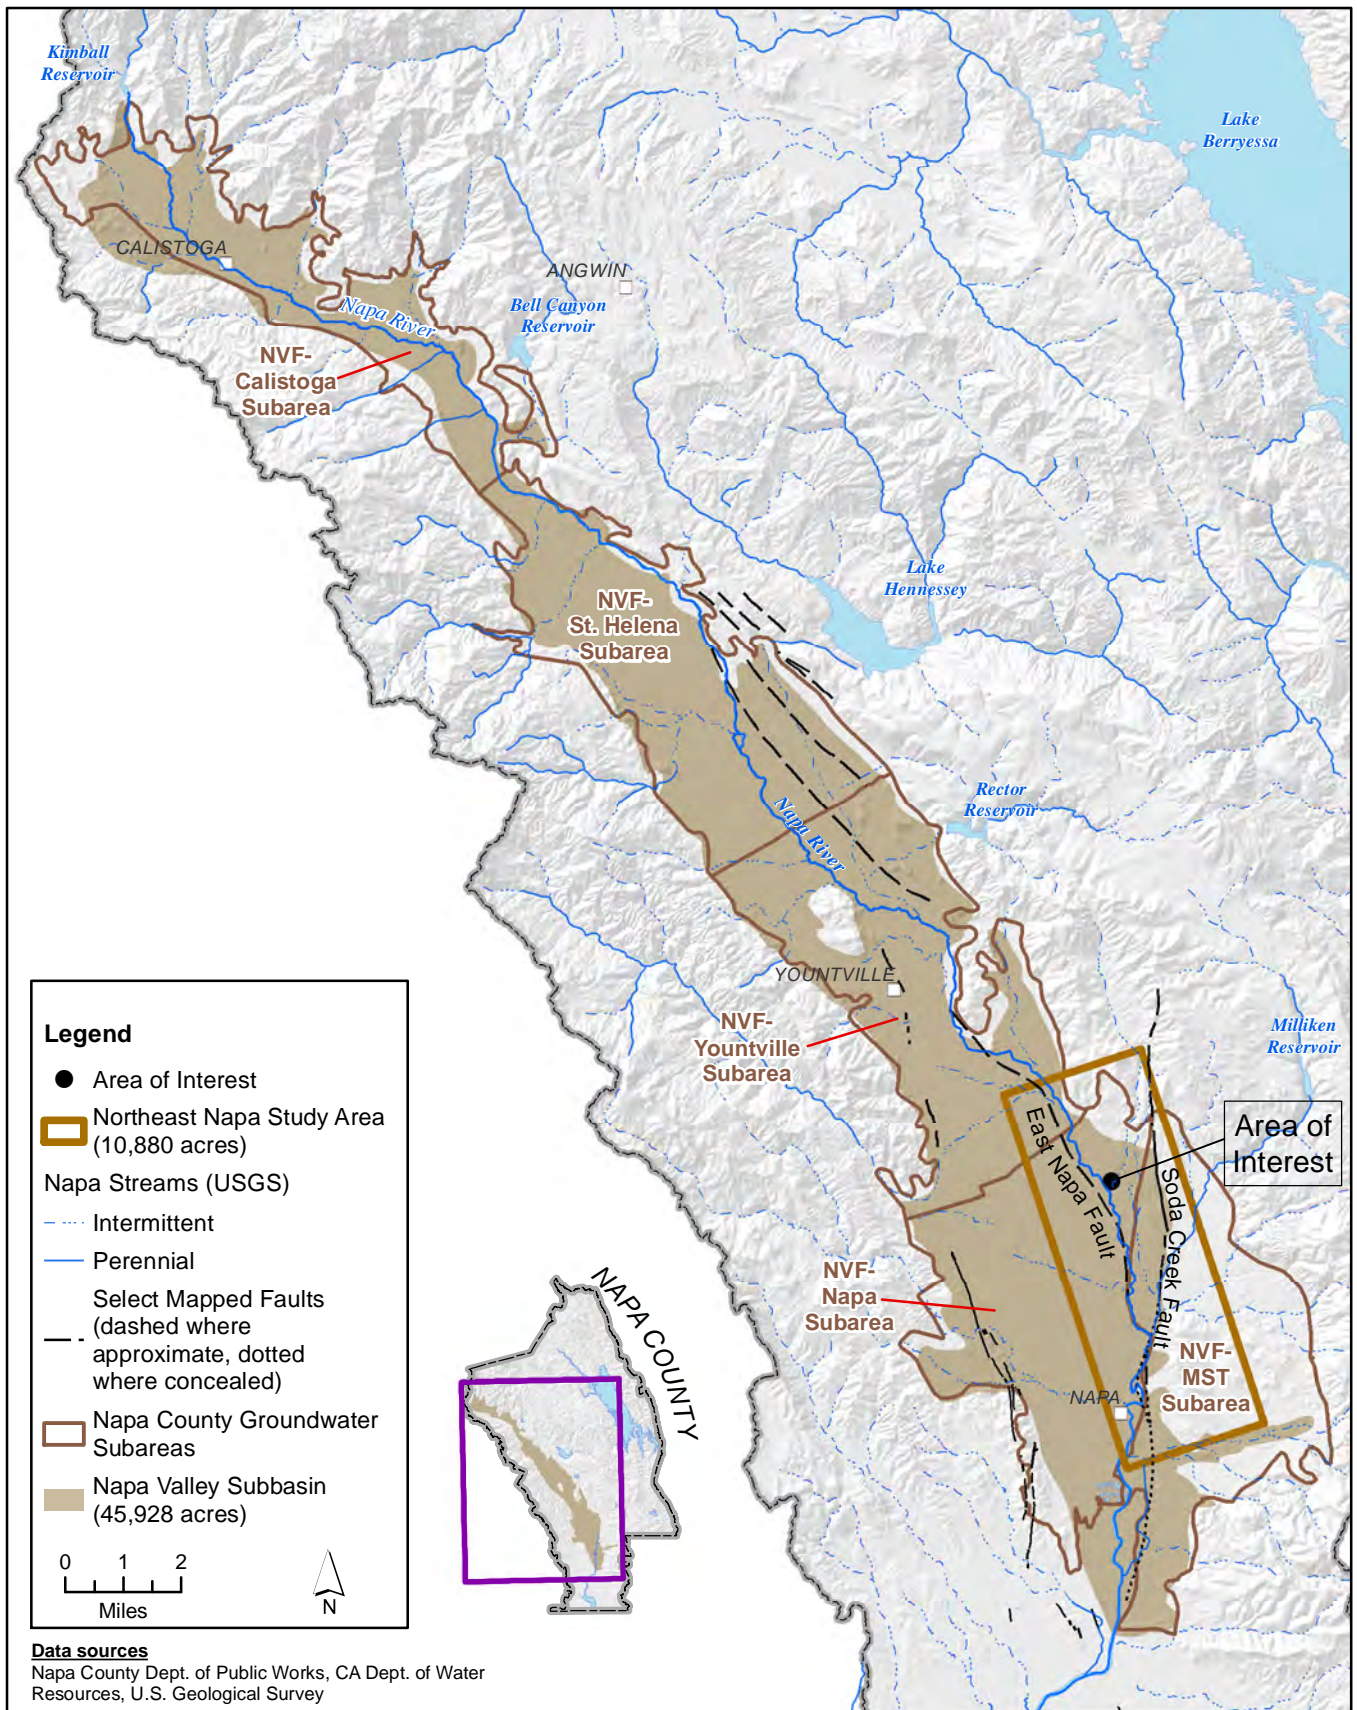 Kimball
Reservoir
Lake
Berryessa
CALISTOGA
ANGWIN
Napa River
Bell Canyon
Reservoir
NVF-
Calistoga
Subarea
Lake
Hennessey
NVF-
St. Helena
Subarea
Rector
Reservoir
Napa River
YOUNTVILLE
NVF-
Yountville
Subarea
Milliken
Reservoir
East Napa Fault
Area of
Interest
Soda Creek Fault
NVF-
Napa
Subarea
NVF-
MST
Subarea
NAPA
NAPA COUNTY
Legend
Area of Interest
Northeast Napa Study Area
(10,880 acres)
Napa Streams (USGS)
Intermittent
Perennial
Select Mapped Faults
(dashed where
approximate, dotted
where concealed)
Napa County Groundwater
Subareas
Napa Valley Subbasin
(45,928 acres)
0 1 2
Miles
N
Data sources
Napa County Dept. of Public Works, CA Dept. of Water
Resources, U.S. Geological Survey